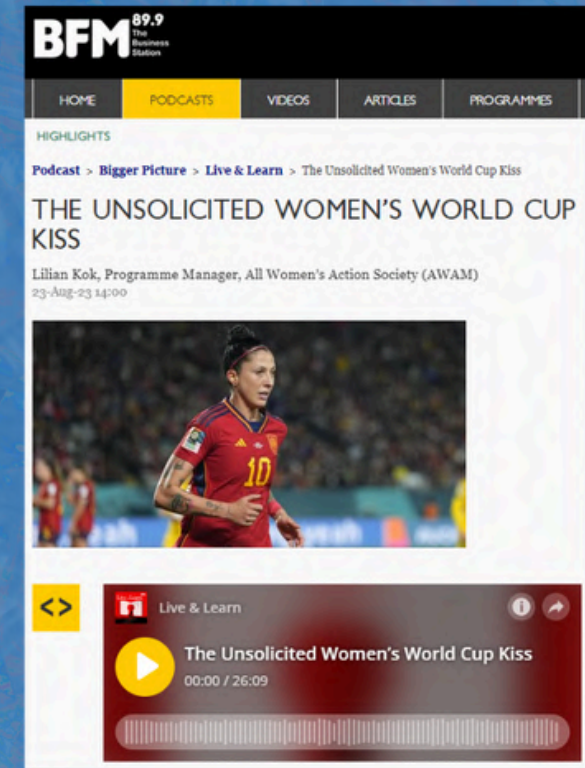 BFM 89.9
The
Business
Station
HOME PODCASTS VIDEOS ARTICLES PROGRAMMES
HIGHLIGHTS
Podcast > Bigger Picture > Live & Learn > The Unsolicited Women's World Cup Kiss
THE UNSOLICITED WOMEN'S WORLD CUP
KISS
Lilian Kok, Programme Manager, All Women's Action Society (AWAM)
23-Aug-23 14:00
10
<> Live & Learn
The Unsolicited Women's World Cup Kiss
00:00 / 26:09